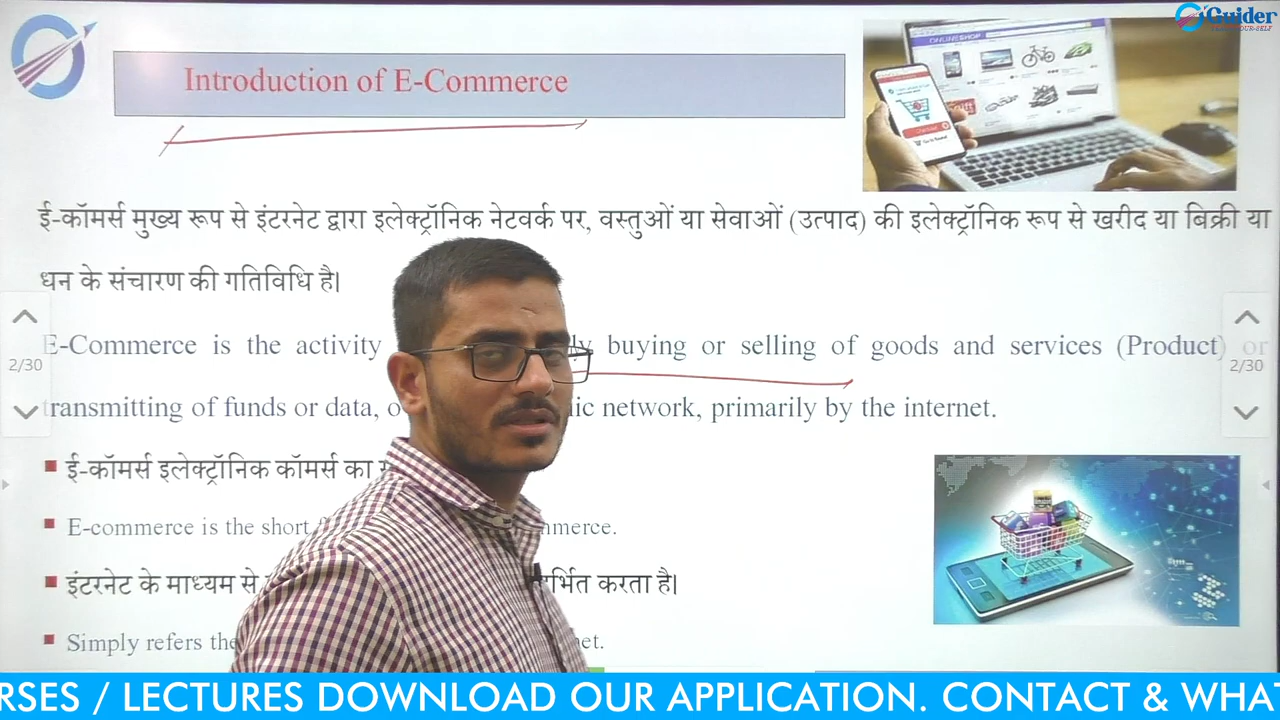 Guider
Introduction of E-Commerce
ONLINESHOP
ई-कॉमर्स मुख्य रूप से इंटरनेट द्वारा इलेक्ट्रॉनिक नेटवर्क पर, वस्तुओं या सेवाओं (उत्पाद) की इलेक्ट्रॉनिक रूप से खरीद या बिक्री या
धन के संचारण की गतिविधि है।
E-Commerce is the activity buying or selling of goods and services (Product) or
2/30
2/30
transmitting of funds or data, network, primarily by the internet.
ई-कॉमर्स इलेक्ट्रॉनिक कॉमर्स का
E-commerce is the short
इंटरनेट के माध्यम से करता है।
Simply refers the
RSES / LECTURES DOWNLOAD OUR APPLICATION. CONTACT & WHAT